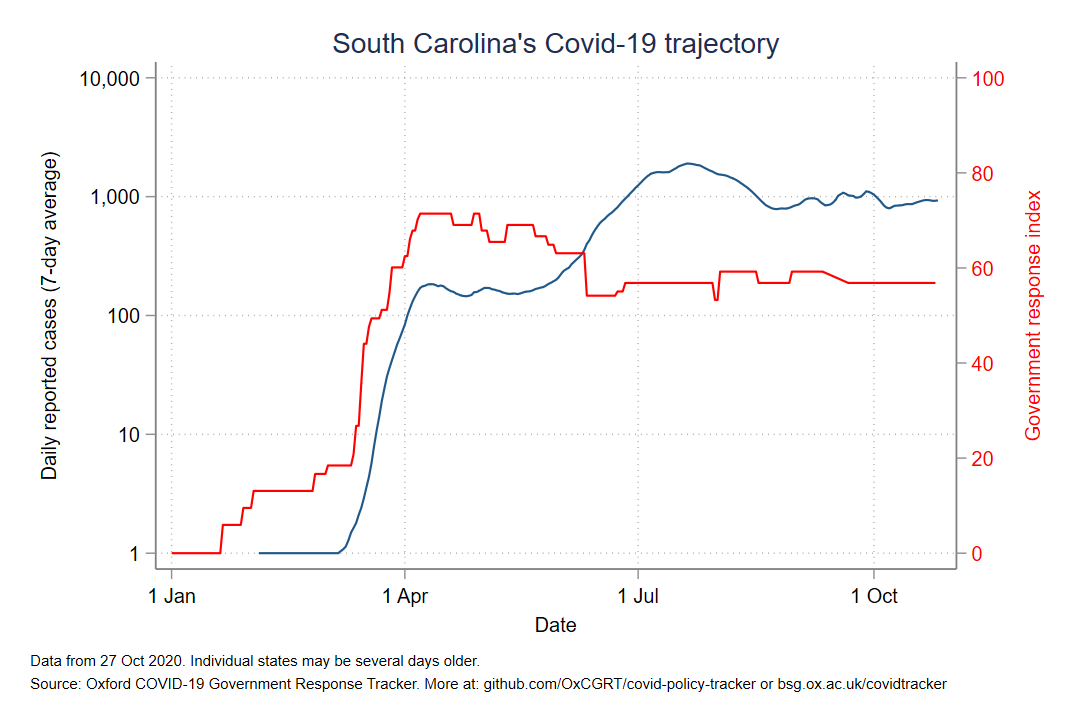 South Carolina's Covid-19 trajectory
Daily reported cases (7-day average)
10,000
1,000
100
10
1
100
80
60
40
20
0
Government response index
1 Jan
1 Apr
1 Jul
1 Oct
Date
Data from 27 Oct 2020. Individual states may be several days older.
Source: Oxford COVID-19 Government Response Tracker. More at: github.com/OxCGRT/covid-policy-tracker or bsg.ox.ac.uk/covidtracker